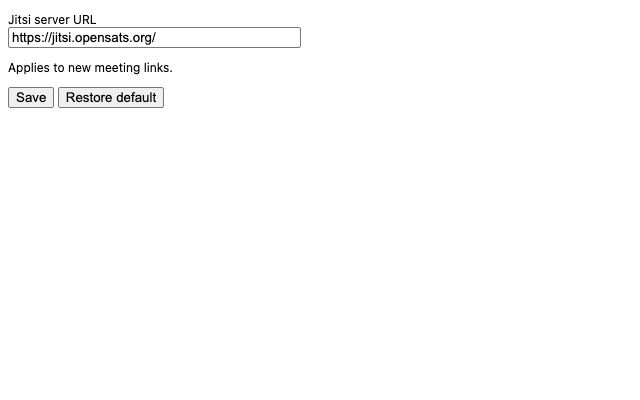 Jitsi server URL
https://jitsi.opensats.org/
Applies to new meeting links.
Save Restore default